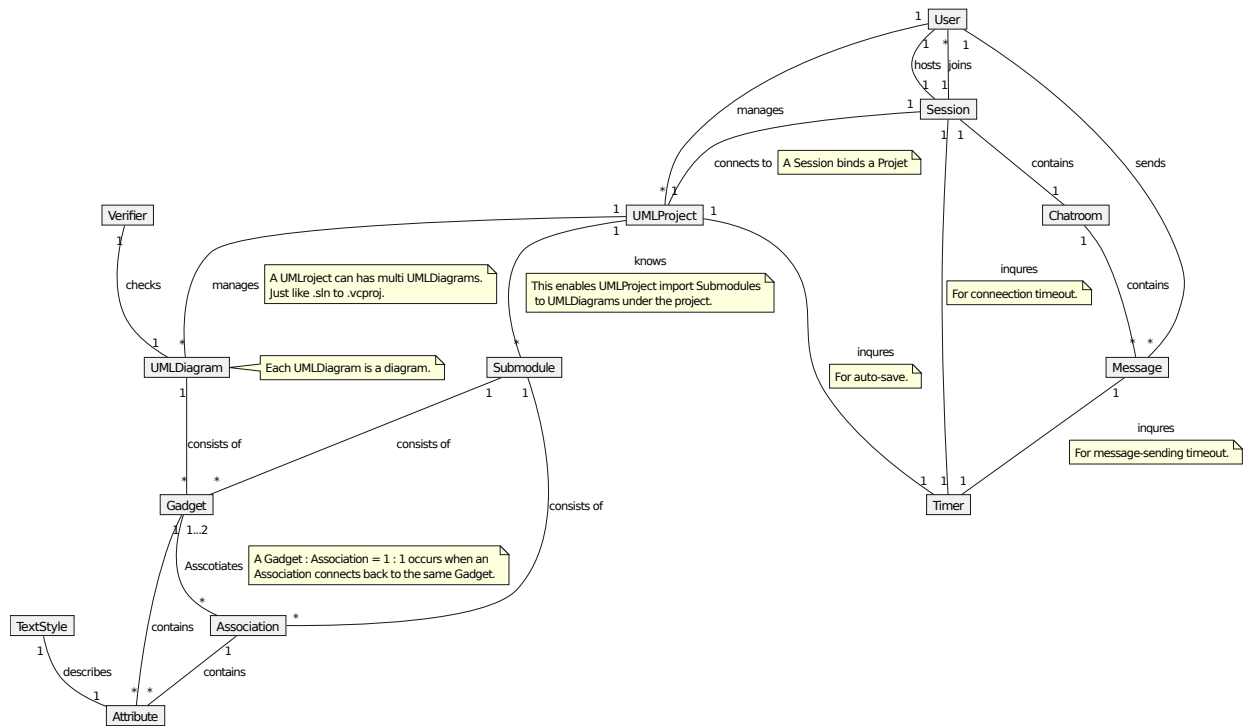 1 User
1 * 1
hosts joins
1 1
1 Session
manages
1 1
connects to A Session binds a Projet
contains
sends
* 1
1
Verifier
1 UMLProject 1
Chatroom
1
1
1
knows
inqures
checks
manages
A UMLroject can has multi UMLDiagrams.
Just like .sln to .vcproj.
This enables UMLProject import Submodules
to UMLDiagrams under the project.
For conneection timeout.
contains
1 *
*
* *
inqures
For auto-save.
UMLDiagram
Each UMLDiagram is a diagram.
Submodule
Message
1
1 1
1
inqures
For message-sending timeout.
consists of
consists of
* *
1 1 1
Gadget
Timer
consists of
1 1...2
Asscotiates
A Gadget : Association = 1 : 1 occurs when an
Association connects back to the same Gadget.
* *
TextStyle
contains
Association
1
1
describes
contains
1 * *
Attribute